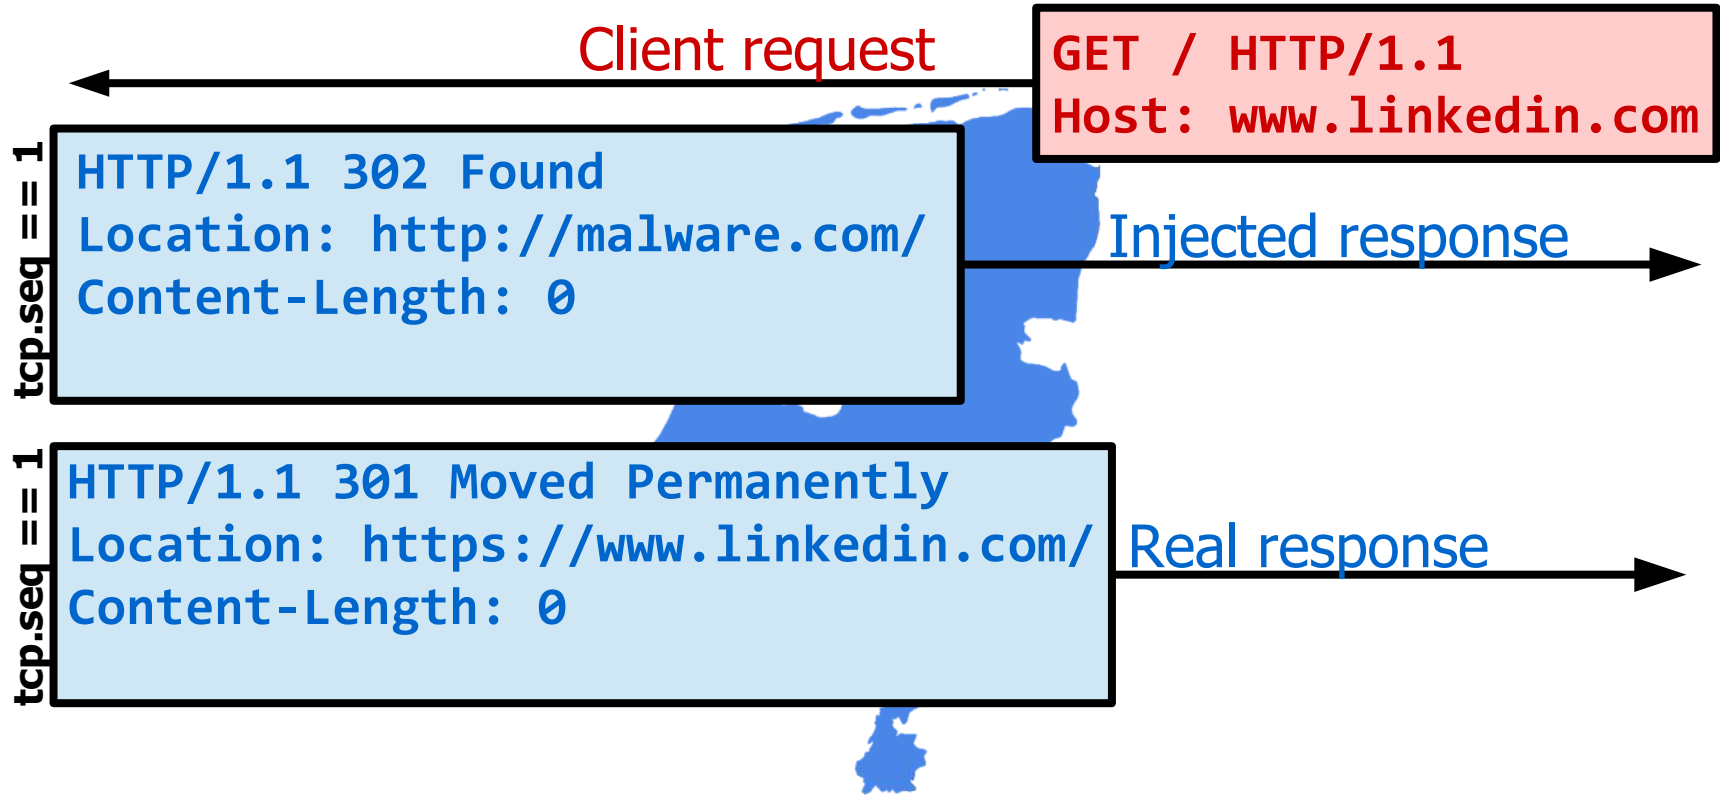 Client request
GET / HTTP/1.1
Host: www.linkedin.com
tcp.seq == 1
HTTP/1.1 302 Found
Location: http://malware.com/
Content-Length: 0
Injected response
tcp.seq == 1
HTTP/1.1 301 Moved Permanently
Location: https://www.linkedin.com/
Content-Length: 0
Real response